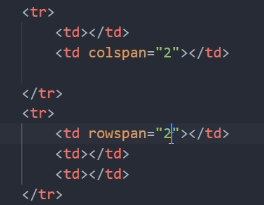 <tr>
<td></td>
<td colspan="2"></td>
</tr>
<tr>
<td rowspan="2"></td>
<td></td>
<td></td>
</tr>